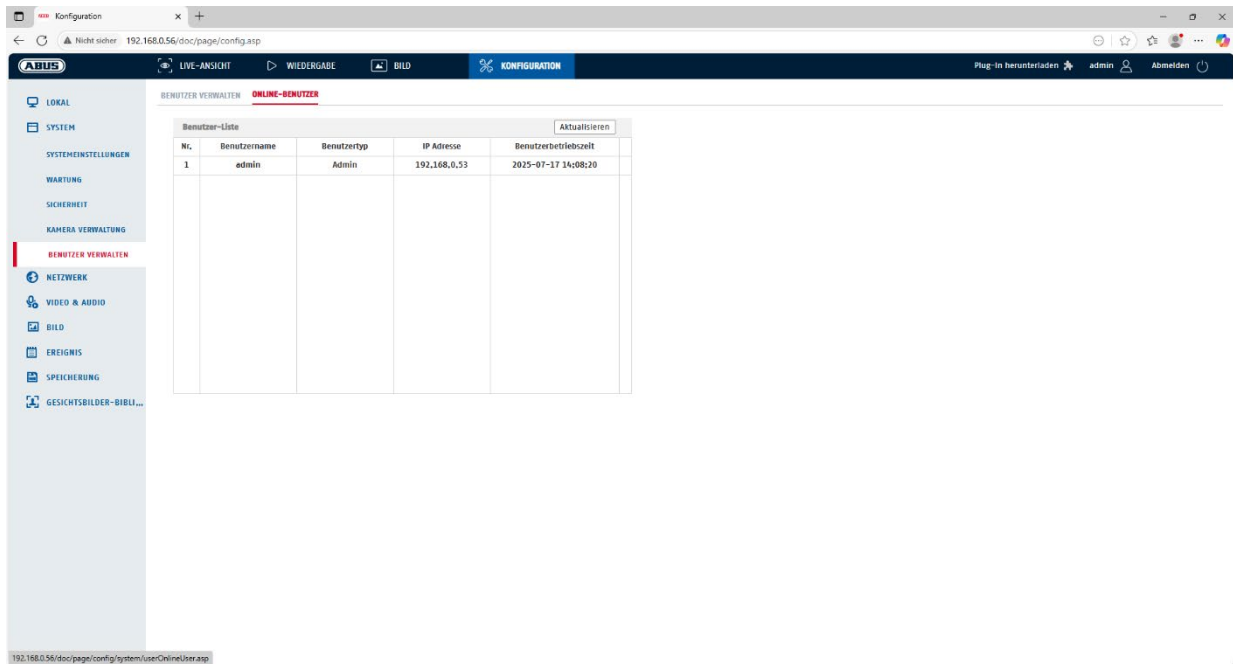 Konfiguration
Nicht sicher 192.168.0.56/doc/page/config.asp
ABUS LIVE-ANSICHT WIEDERGABE BILD KONFIGURATION Plug-in herunterladen admin Abmelden
BENUTZER VERWALTEN ONLINE-BENUTZER
LOKAL
SYSTEM
SYSTEMEINSTELLUNGEN
WARTUNG
SICHERHEIT
KAMERA VERWALTUNG
BENUTZER VERWALTEN
NETZWERK
VIDEO & AUDIO
BILD
EREIGNIS
SPEICHERUNG
GESICHTSBILDER-BIBLI...
Benutzer-Liste Aktualisieren
Nr. Benutzername Benutzertyp IP Adresse Benutzerbetriebszeit
1 admin Admin 192.168.0.53 2025-07-17 14:08:20
192.168.0.56/doc/page/config/system/userOnlineUser.asp